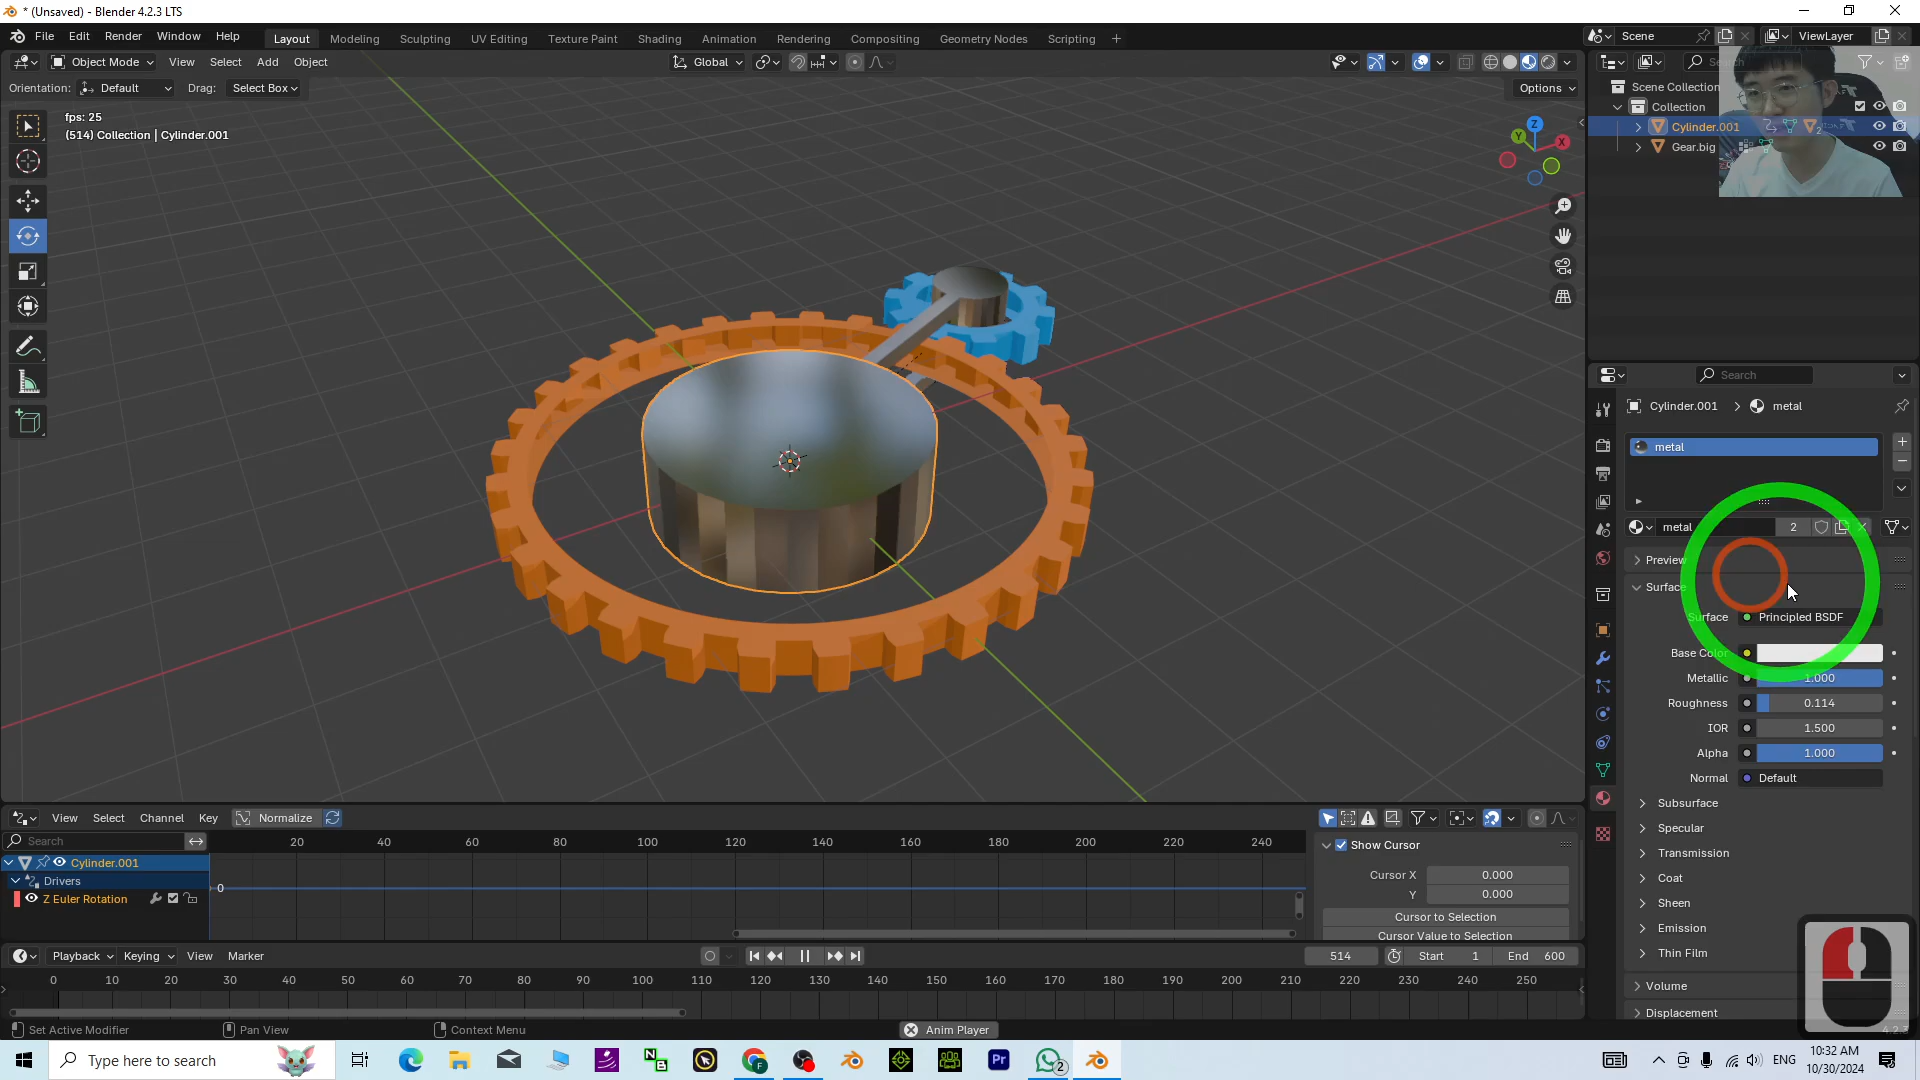 * (Unsaved) - Blender 4.2.3 LTS
File Edit Render Window Help
Layout Modeling Sculpting UV Editing Texture Paint Shading Animation Rendering Compositing Geometry Nodes Scripting +
Scene
ViewLayer
Object Mode View Select Add Object
Global
Orientation: Default Drag: Select Box
Options
fps: 25
(514) Collection | Cylinder.001
Z
Y
X
Scene Collection
Collection
Cylinder.001
2
Gear.big
Search
Cylinder.001 > metal
metal
metal 2
Preview
Surface
Surface Principled BSDF
Base Color
Metallic 1.000
Roughness 0.114
IOR 1.500
Alpha 1.000
Normal Default
Subsurface
Specular
Transmission
Coat
Sheen
Emission
Thin Film
Volume
Displacement
4.2.3
View Select Channel Key Normalize
Search
20 40 60 80 100 120 140 160 180 200 220 240
Cylinder.001
Drivers
Z Euler Rotation
0
Show Cursor
Cursor X 0.000
Y 0.000
Cursor to Selection
Cursor Value to Selection
Playback Keying View Marker
514 Start 1 End 600
0 10 20 30 40 50 60 70 80 90 100 110 120 130 140 150 160 170 180 190 200 210 220 230 240 250
Set Active Modifier Pan View Context Menu Anim Player
Type here to search
N
B
Pr
2
ENG
10:32 AM
10/30/2024